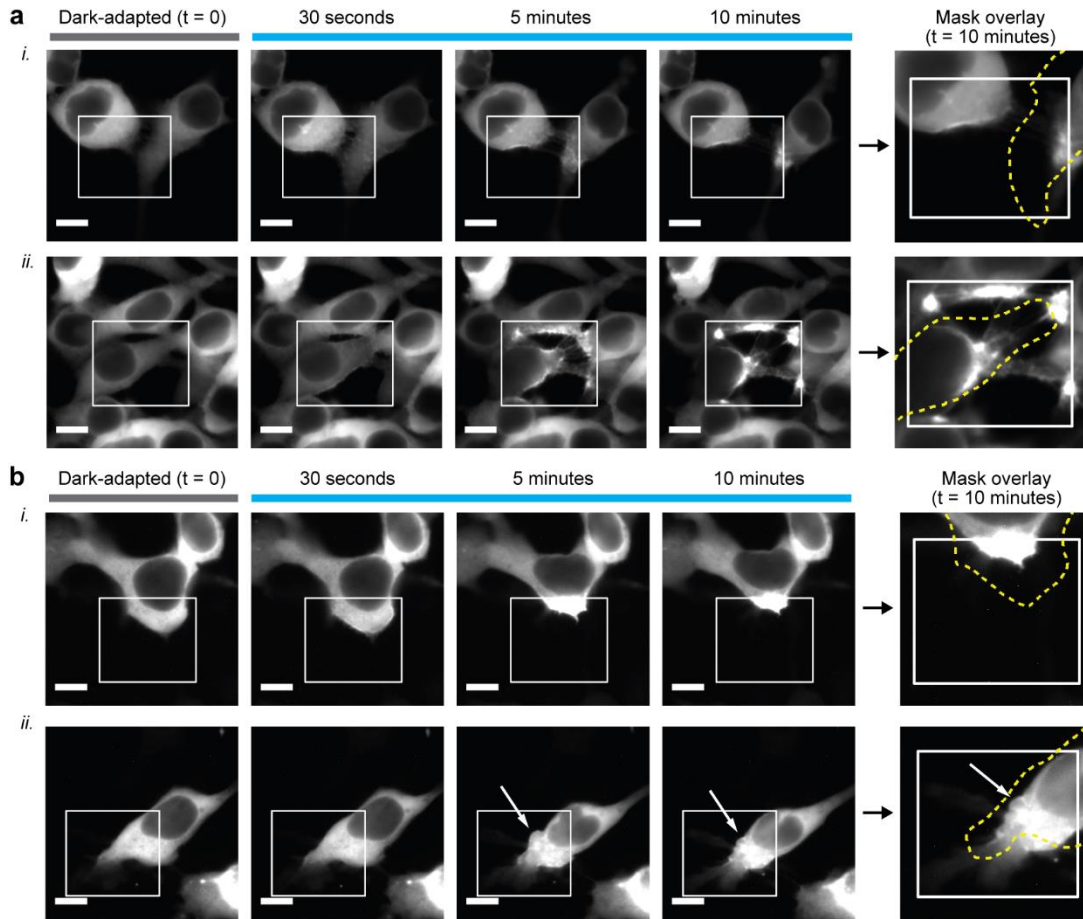 a
Dark-adapted (t = 0) 30 seconds 5 minutes 10 minutes Mask overlay
(t = 10 minutes)
i.
ii.
b
Dark-adapted (t = 0) 30 seconds 5 minutes 10 minutes Mask overlay
(t = 10 minutes)
i.
ii.